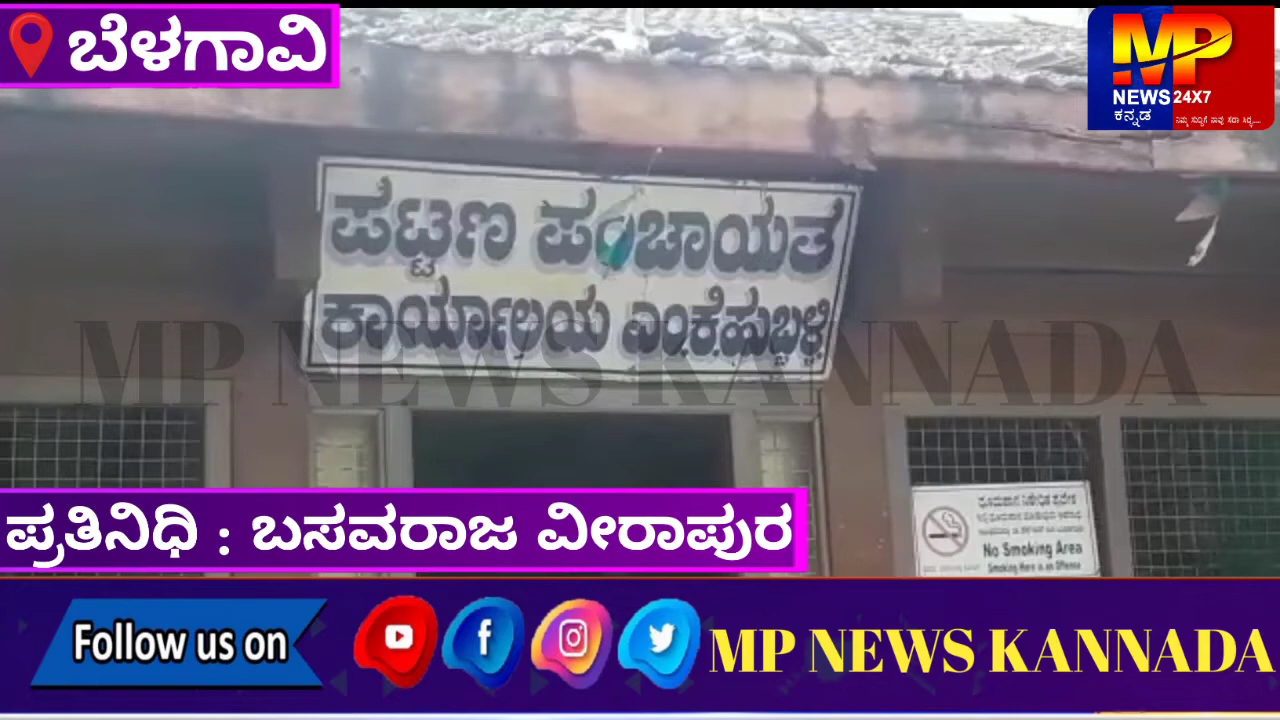 ಬೆಳಗಾವಿ
MP
NEWS 24X7
ಕನ್ನಡ
ಪಟ್ಟಣ ಪಂಚಾಯತ
ಕಾರ್ಯಾಲಯ ಎಂ.ಕೆ.ಹುಬ್ಬಳ್ಳಿ
MP NEWS KANNADA
ಪ್ರತಿನಿಧಿ : ಬಸವರಾಜ ವೀರಾಪುರ
No Smoking Area
Smoking Here is an Offence
Follow us on
MP NEWS KANNADA